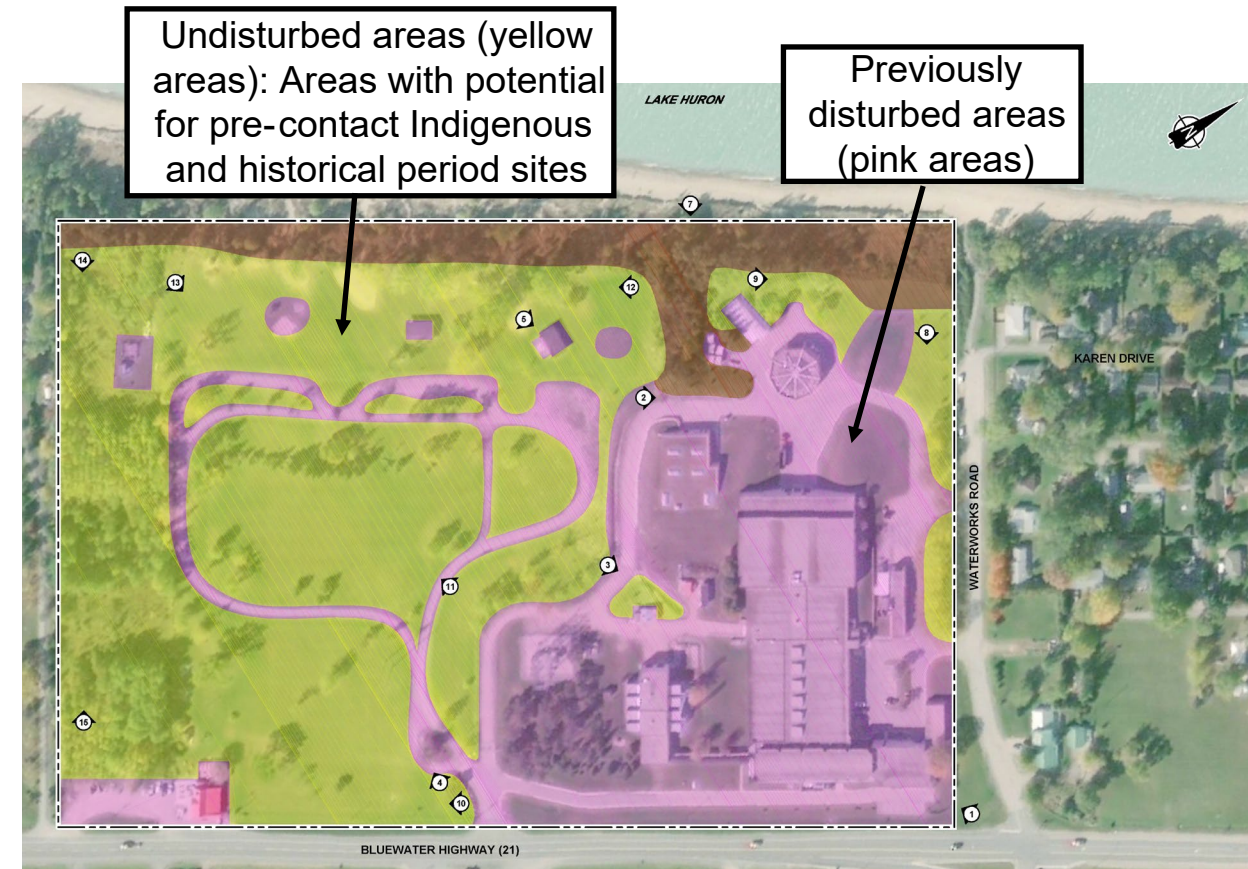 Undisturbed areas (yellow
areas): Areas with potential
for pre-contact Indigenous
and historical period sites
Previously
disturbed areas
(pink areas)
LAKE HURON
N
7
14
13
12
9
5
8
KAREN DRIVE
2
WATERWORKS ROAD
3
11
15
4
10
1
BLUEWATER HIGHWAY (21)